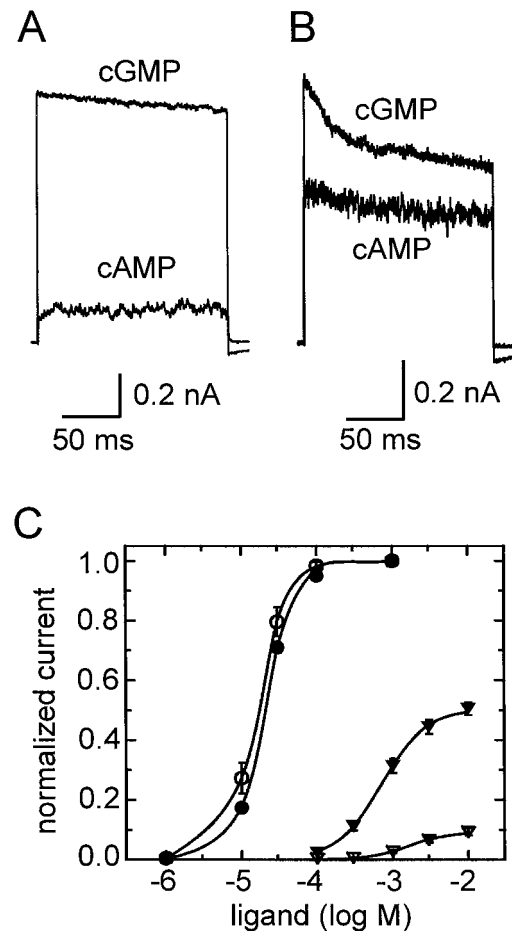 A
B
cGMP
cGMP
cAMP
cAMP
0.2 nA
50 ms
0.2 nA
50 ms
C
normalized current
1.0
0.8
0.6
0.4
0.2
0.0
-6 -5 -4 -3 -2
ligand (log M)